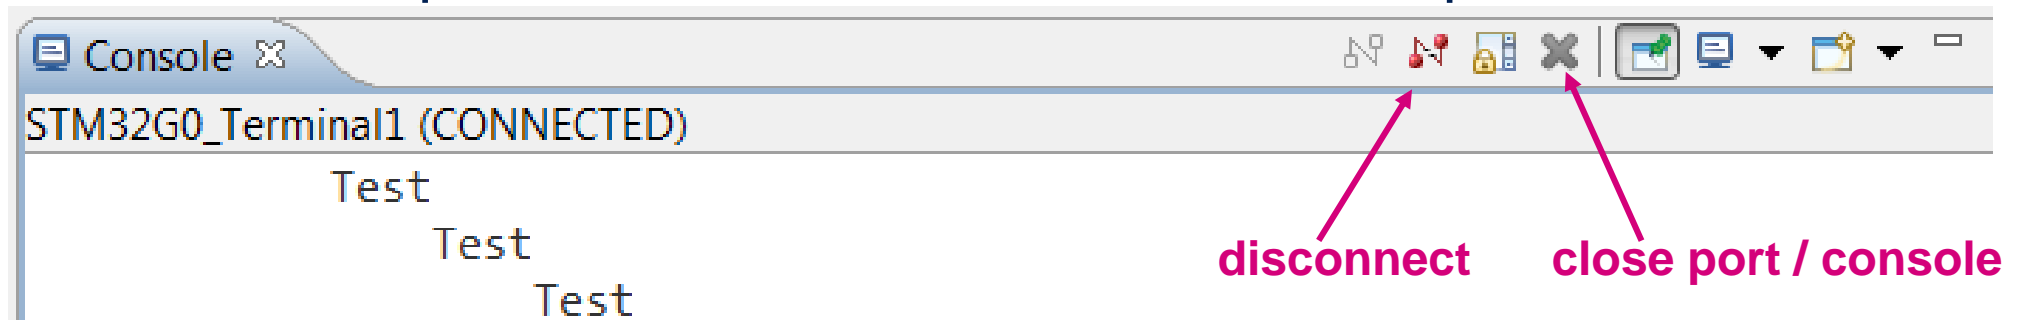 Console
STM32G0_Terminal1 (CONNECTED)
Test
Test
Test
disconnect
close port / console